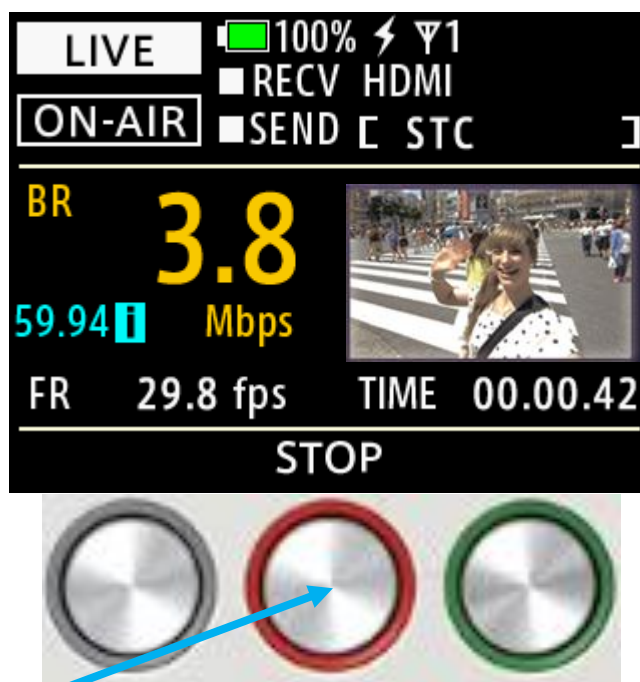 LIVE 100% 1
RECV HDMI
ON-AIR SEND [ STC ]
BR 3.8
59.94 i Mbps
FR 29.8 fps TIME 00.00.42
STOP